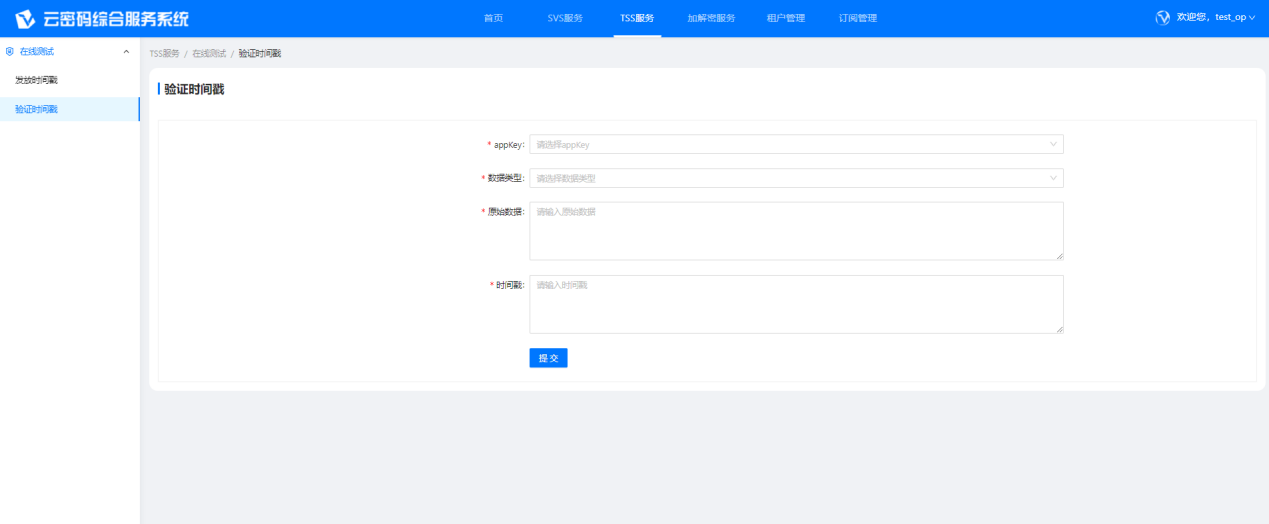 云密码综合服务系统
首页 SVS服务 TSS服务 加解密服务 租户管理 订阅管理
欢迎您，test_op
在线测试
发放时间戳
验证时间戳
TSS服务 / 在线测试 / 验证时间戳
验证时间戳
* appKey: 请选择appKey
* 数据类型: 请选择数据类型
* 原始数据: 请输入原始数据
* 时间戳: 请输入时间戳
提 交